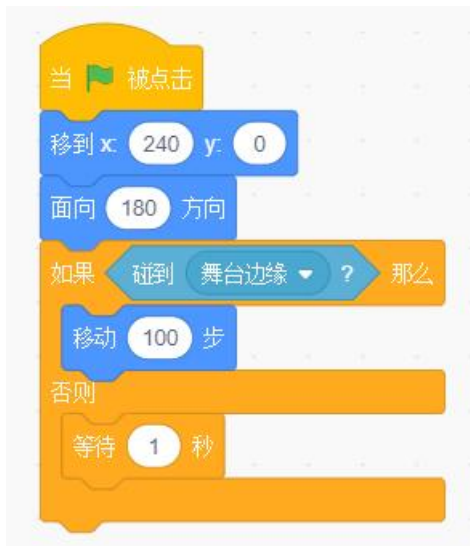 当 被点击
移到 x: 240 y: 0
面向 180 方向
如果 碰到 舞台边缘 ? 那么
移动 100 步
否则
等待 1 秒